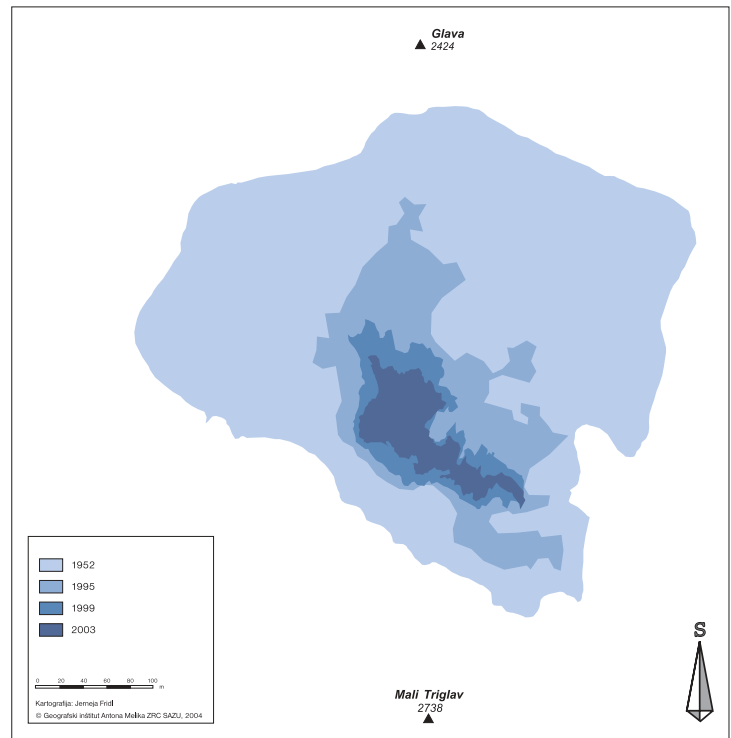 Glava
2424
1952
1995
1999
2003
0 20 40 60 80 100
m
Kartografija: Jerneja Fridl
© Geografski inštitut Antona Melika ZRC SAZU, 2004
Mali Triglav
2738
S